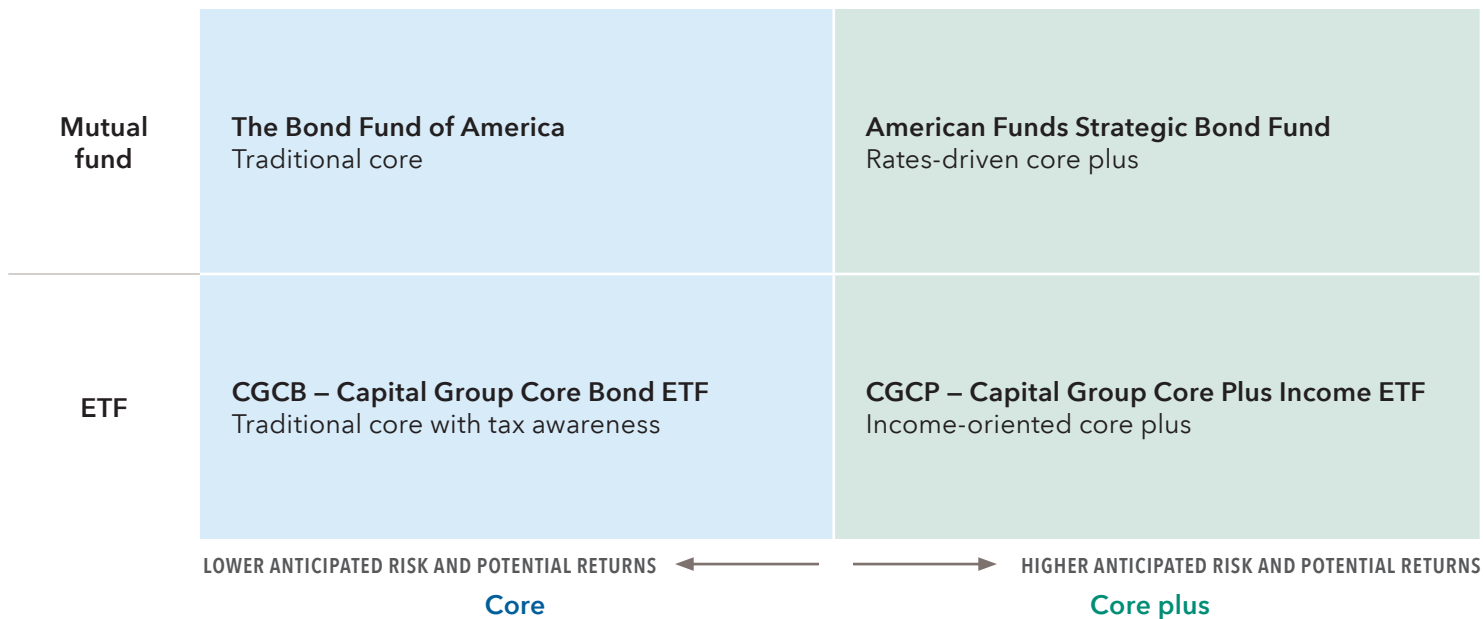 Mutual
fund
The Bond Fund of America
Traditional core
American Funds Strategic Bond Fund
Rates-driven core plus
ETF
CGCB – Capital Group Core Bond ETF
Traditional core with tax awareness
CGCP – Capital Group Core Plus Income ETF
Income-oriented core plus
LOWER ANTICIPATED RISK AND POTENTIAL RETURNS
HIGHER ANTICIPATED RISK AND POTENTIAL RETURNS
Core
Core plus